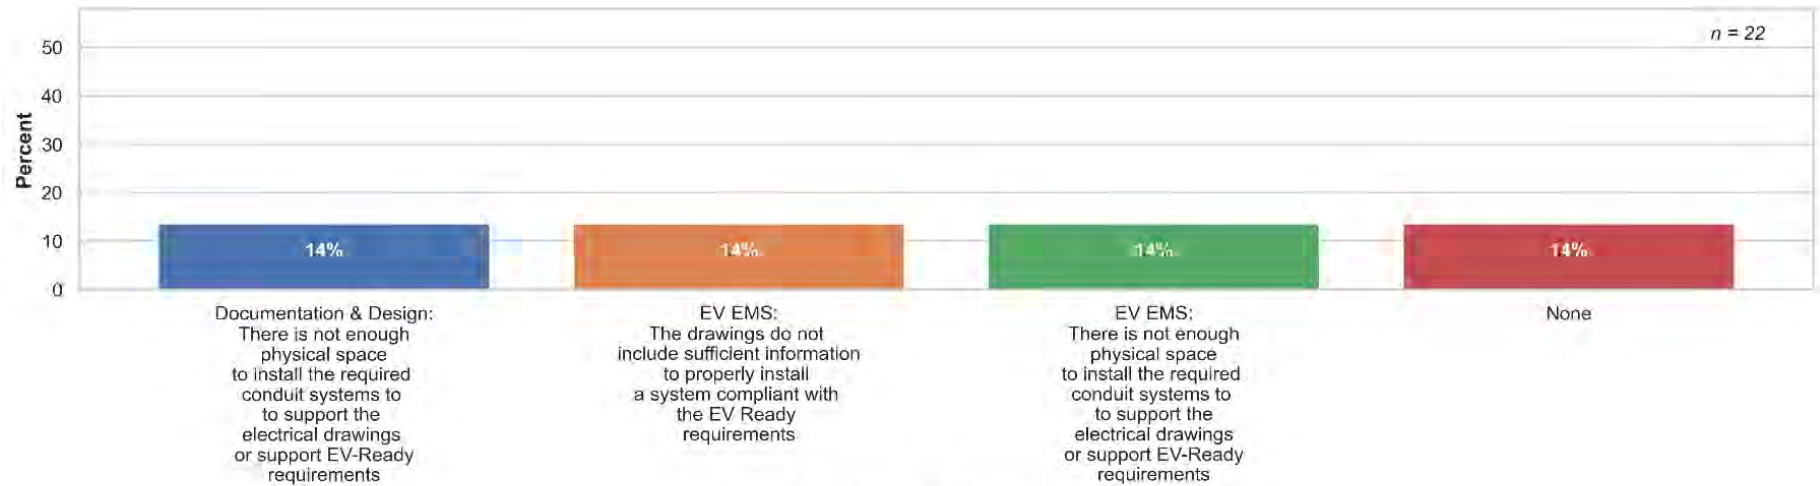 n = 22
50
40
30
20
10
0
Percent
14%
14%
14%
14%
Documentation & Design:
There is not enough
physical space
to install the required
conduit systems to
to support the
electrical drawings
or support EV-Ready
requirements
EV EMS:
The drawings do not
include sufficient information
to properly install
a system compliant with
the EV Ready
requirements
EV EMS:
There is not enough
physical space
to install the required
conduit systems to
to support the
electrical drawings
or support EV-Ready
requirements
None